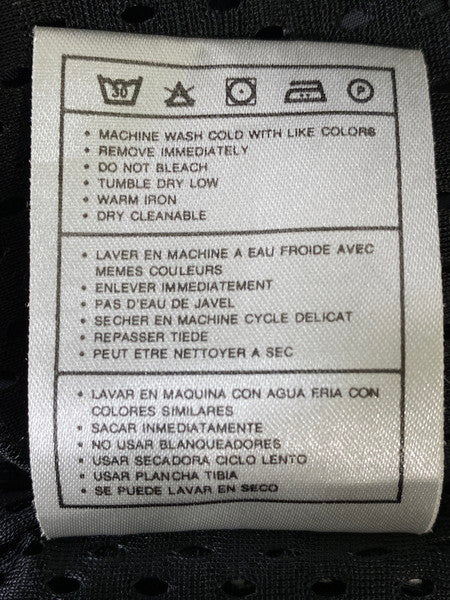 30 P
• MACHINE WASH COLD WITH LIKE COLORS
• REMOVE IMMEDIATELY
• DO NOT BLEACH
• TUMBLE DRY LOW
• WARM IRON
• DRY CLEANABLE
• LAVER EN MACHINE A EAU FROIDE AVEC
MEMES COULEURS
• ENLEVER IMMEDIATEMENT
• PAS D'EAU DE JAVEL
• SECHER EN MACHINE CYCLE DELICAT
• REPASSER TIEDE
• PEUT ETRE NETTOYER A SEC
• LAVAR EN MAQUINA CON AGUA FRIA CON
COLORES SIMILARES
• SACAR INMEDIATAMENTE
• NO USAR BLANQUEADORES
• USAR SECADORA CICLO LENTO
• USAR PLANCHA TIBIA
• SE PUEDE LAVAR EN SECO